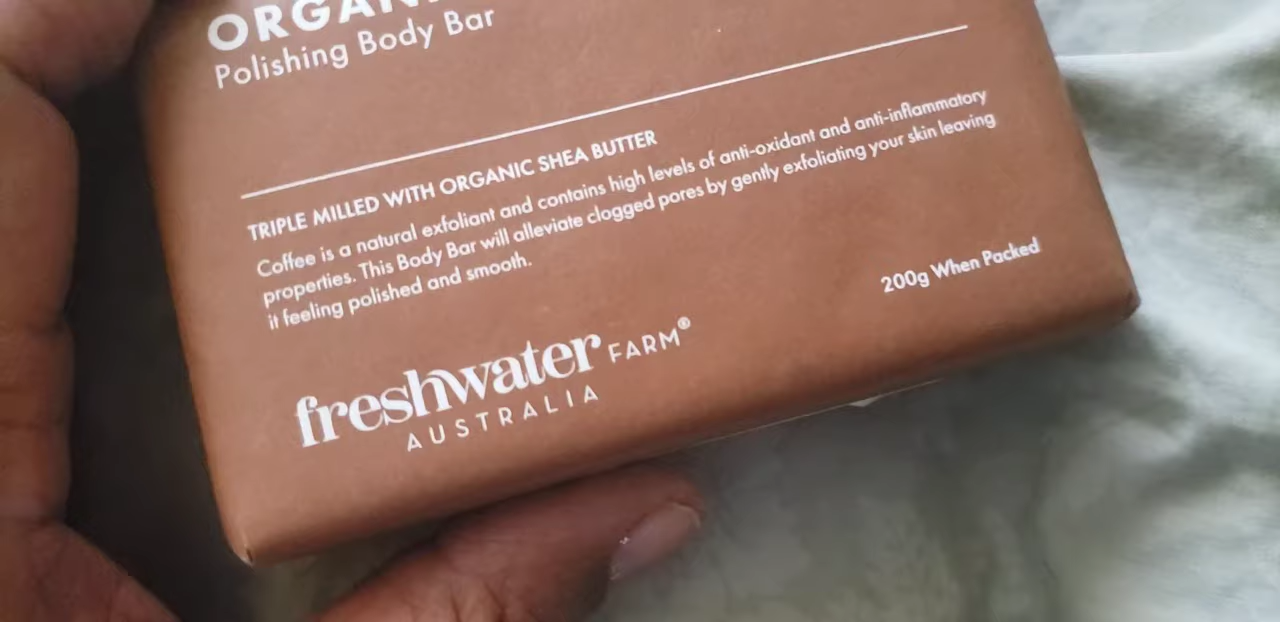 Polishing Body Bar
TRIPLE MILLED WITH ORGANIC SHEA BUTTER
Coffee is a natural exfoliant and contains high levels of anti-oxidant and anti-inflammatory
properties. This Body Bar will alleviate clogged pores by gently exfoliating your skin leaving
it feeling polished and smooth.
200g When Packed
freshwater FARM®
AUSTRALIA